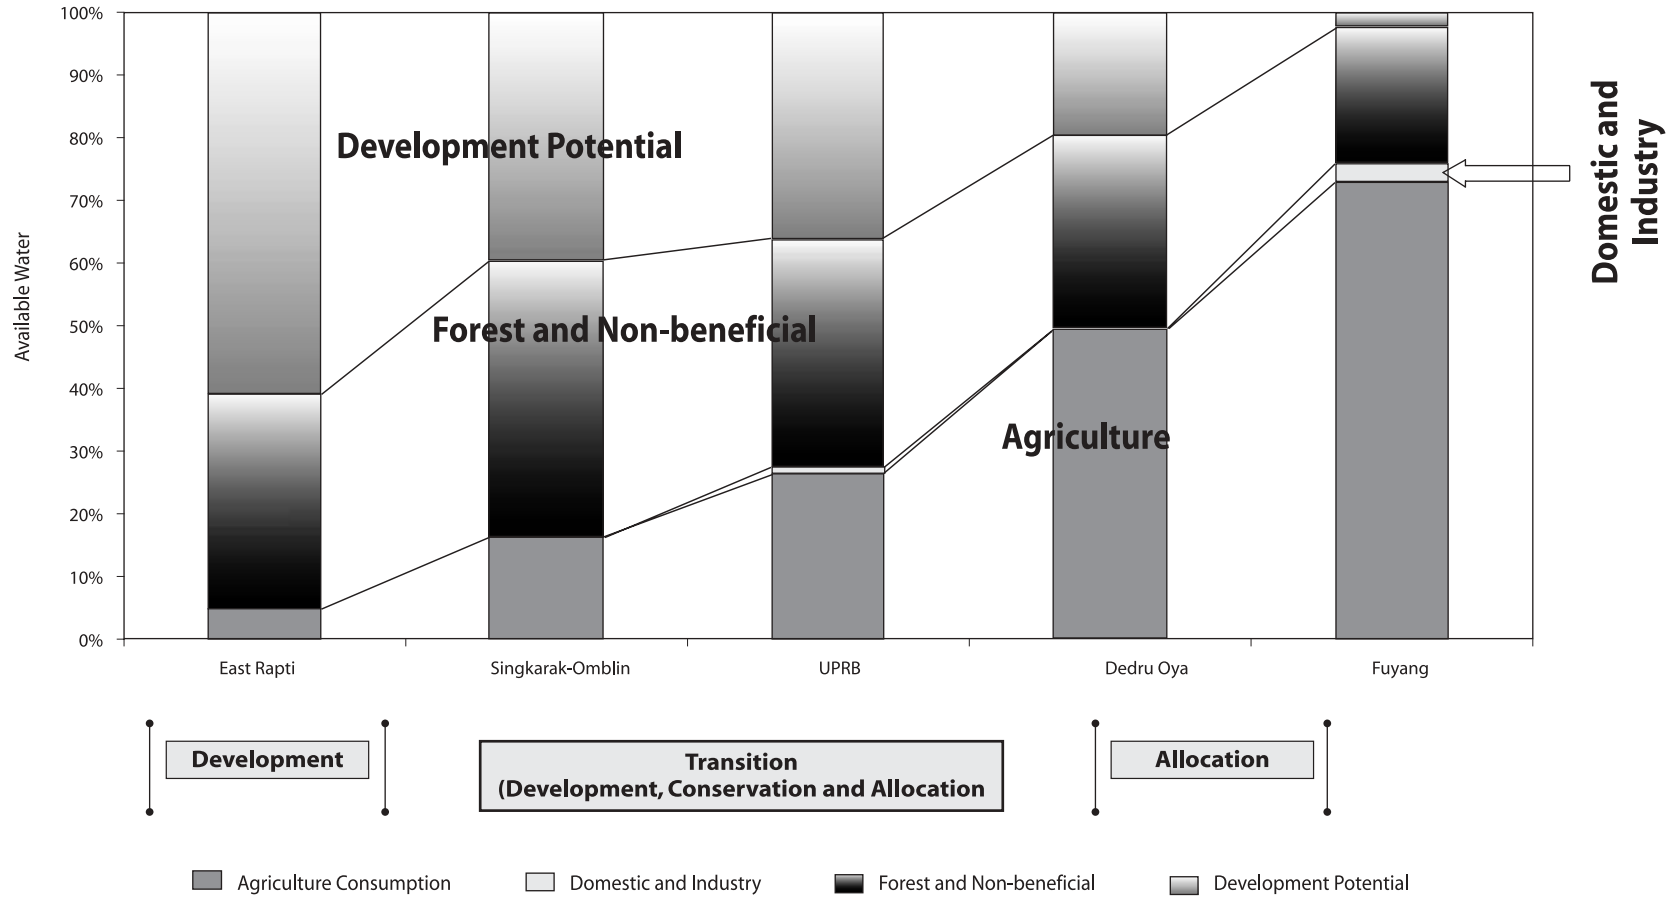 100%
90%
80%
70%
60%
50%
40%
30%
20%
10%
0%
Available Water
Development Potential
Forest and Non-beneficial
Agriculture
Domestic and
Industry
East Rapti
Singkarak-Omblin
UPRB
Dedru Oya
Fuyang
Development
Transition
(Development, Conservation and Allocation
Allocation
Agriculture Consumption
Domestic and Industry
Forest and Non-beneficial
Development Potential